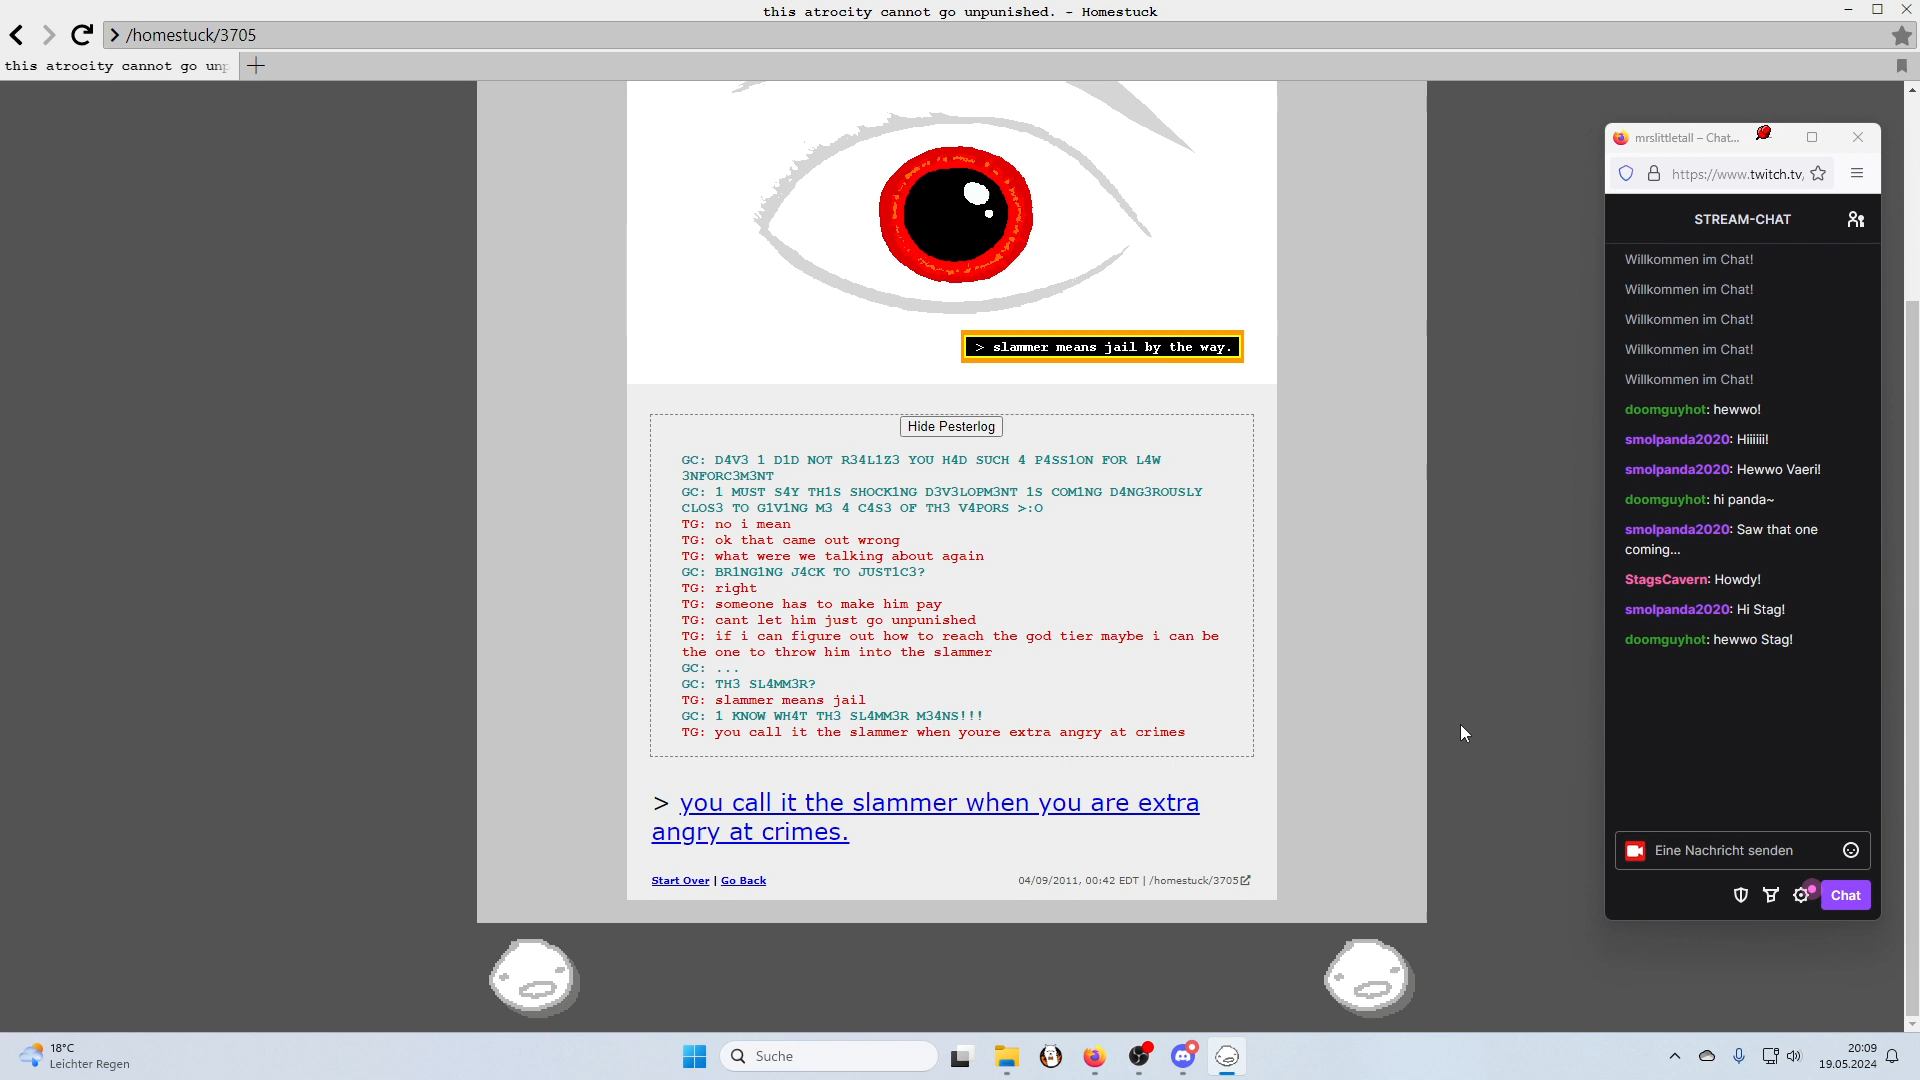 this atrocity cannot go unpunished. - Homestuck
/homestuck/3705
this atrocity cannot go unp
> slammer means jail by the way.
Hide Pesterlog
GC: D4V3 1 D1D NOT R34L1Z3 YOU H4D SUCH 4 P4SS1ON FOR L4W
3NFORC3M3NT
GC: 1 MUST S4Y TH1S SHOCK1NG D3V3LOPM3NT 1S COM1NG D4NG3ROUSLY
CLOS3 TO G1V1NG M3 4 C4S3 OF TH3 V4PORS >:O
TG: no i mean
TG: ok that came out wrong
TG: what were we talking about again
GC: BR1NG1NG J4CK TO JUST1C3?
TG: right
TG: someone has to make him pay
TG: cant let him just go unpunished
TG: if i can figure out how to reach the god tier maybe i can be
the one to throw him into the slammer
GC: ...
GC: TH3 SL4MM3R?
TG: slammer means jail
GC: 1 KNOW WH4T TH3 SL4MM3R M34NS!!!
TG: you call it the slammer when youre extra angry at crimes
> you call it the slammer when you are extra
angry at crimes.
Start Over | Go Back
04/09/2011, 00:42 EDT | /homestuck/3705
mrslittletall – Chat...
https://www.twitch.tv
STREAM-CHAT
Willkommen im Chat!
Willkommen im Chat!
Willkommen im Chat!
Willkommen im Chat!
Willkommen im Chat!
doomguyhot: hewwo!
smolpanda2020: Hiiiiii!
smolpanda2020: Hewwo Vaeri!
doomguyhot: hi panda~
smolpanda2020: Saw that one
coming...
StagsCavern: Howdy!
smolpanda2020: Hi Stag!
doomguyhot: hewwo Stag!
Eine Nachricht senden
Chat
18°C
Leichter Regen
Suche
20:09
19.05.2024